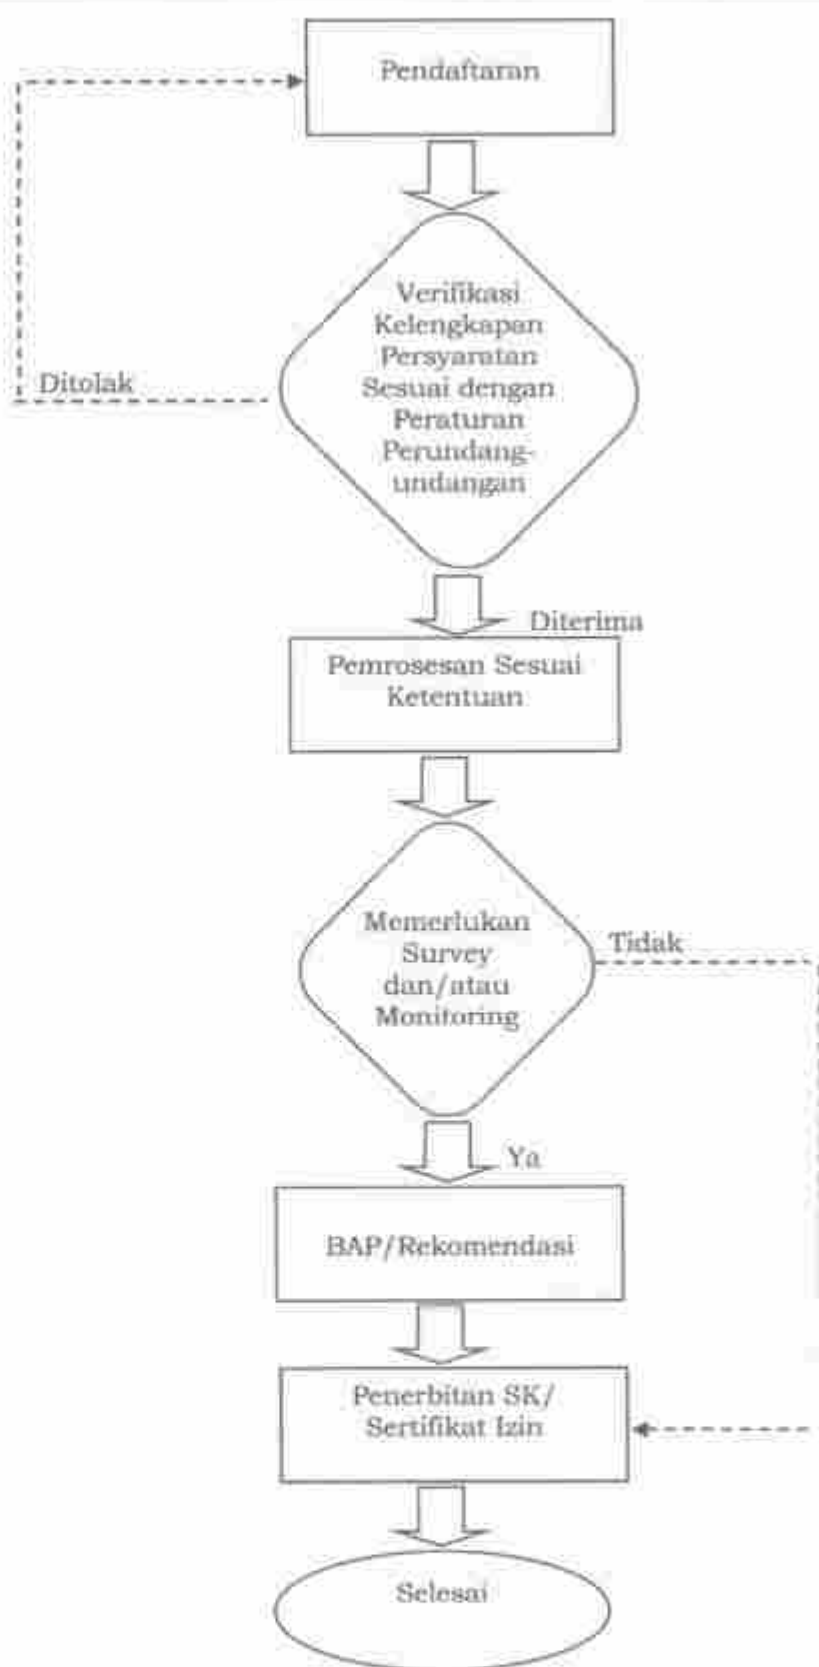 Pendaftaran
Verifikasi
Kelengkapan
Persyaratan
Sesuai dengan
Peraturan
Perundang-
undangan
Ditolak
Diterima
Pemrosesan Sesuai
Ketentuan
Memerlukan
Survey
dan/atau
Monitoring
Tidak
Ya
BAP/Rekomendasi
Penerbitan SK/
Sertifikat Izin
Selesai